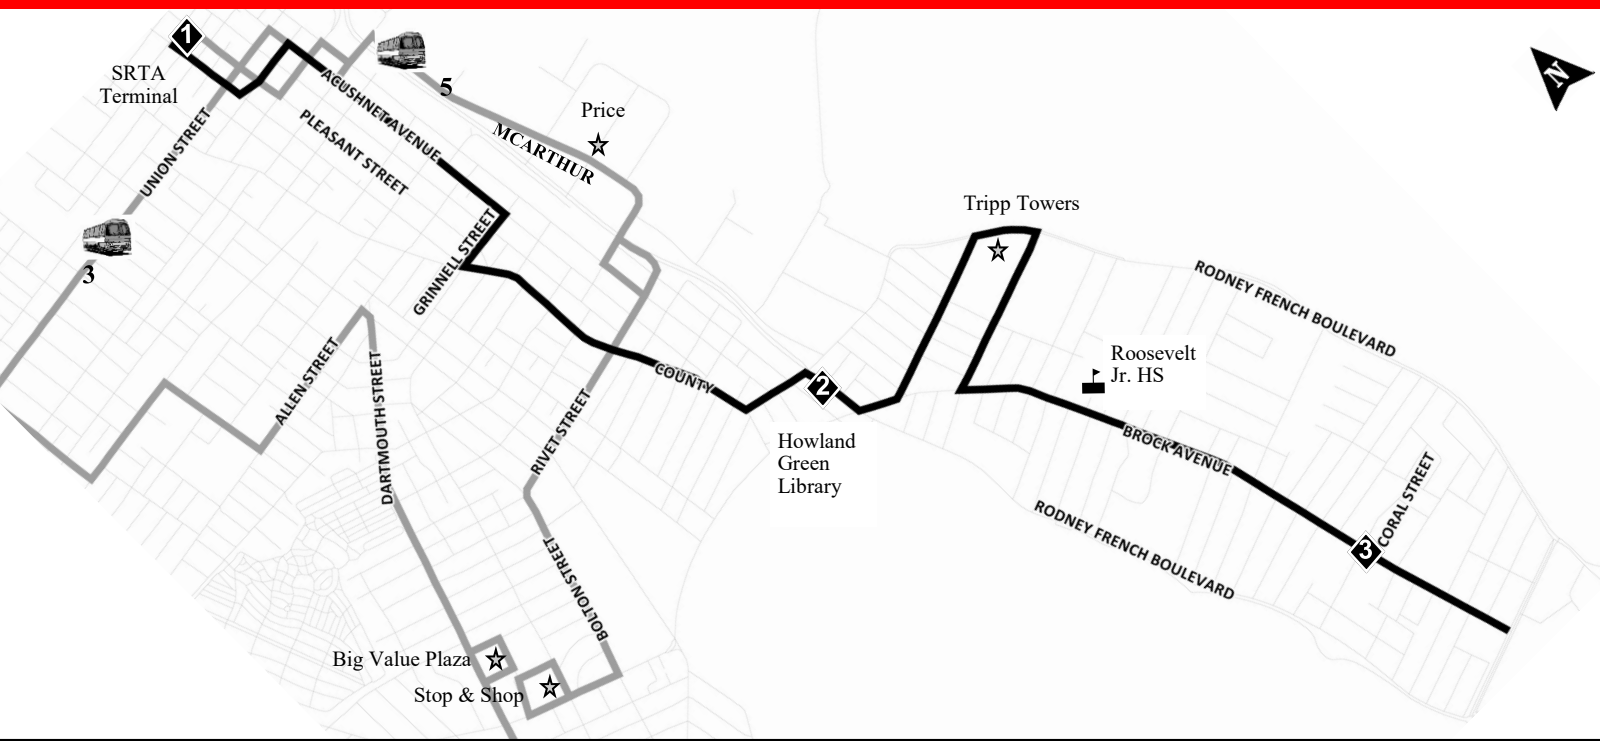 1
SRTA
Terminal
5
Price
ACUSHNET AVENUE
PLEASANT STREET
MCARTHUR
UNION STREET
N
3
GRINNELL STREET
Tripp Towers
RODNEY FRENCH BOULEVARD
ALLEN STREET
DARTMOUTH STREET
COUNTY
2
Roosevelt
Jr. HS
RIVET STREET
Howland
Green
Library
BROCK AVENUE
CORAL STREET
3
RODNEY FRENCH BOULEVARD
BOLTON STREET
Big Value Plaza
Stop & Shop